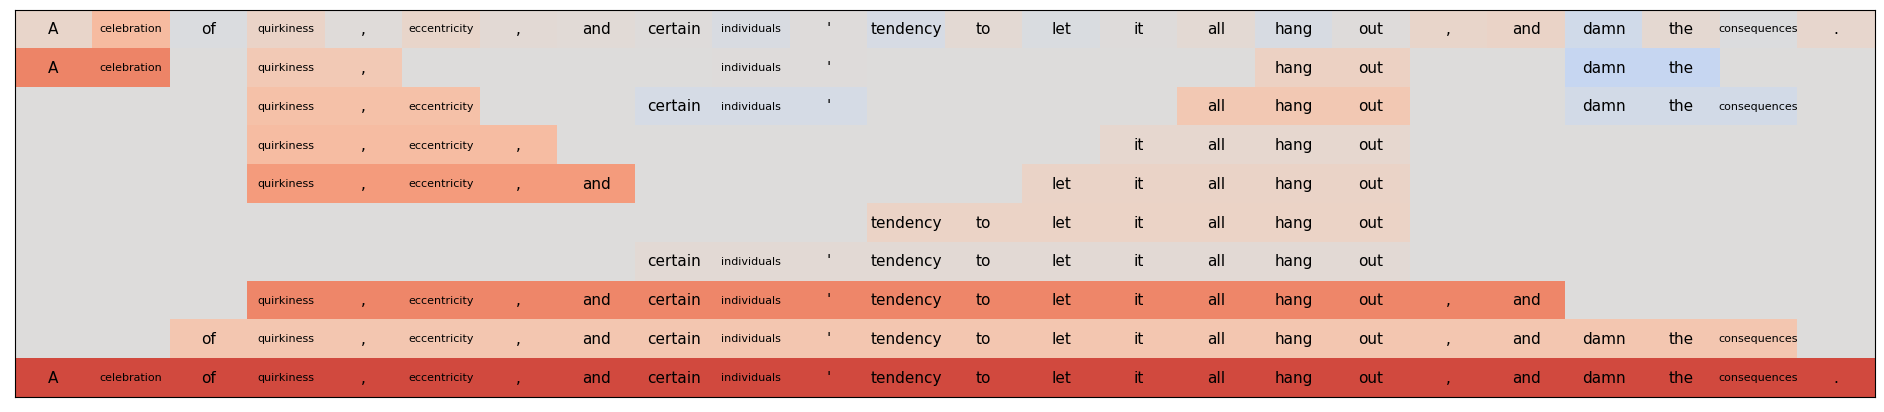 A celebration of quirkiness , eccentricity , and certain individuals ' tendency to let it all hang out , and damn the consequences .
A celebration quirkiness , individuals ' hang out damn the
quirkiness , eccentricity certain individuals ' all hang out damn the consequences
quirkiness , eccentricity , it all hang out
quirkiness , eccentricity , and let it all hang out
tendency to let it all hang out
certain individuals ' tendency to let it all hang out
quirkiness , eccentricity , and certain individuals ' tendency to let it all hang out , and
of quirkiness , eccentricity , and certain individuals ' tendency to let it all hang out , and damn the consequences
A celebration of quirkiness , eccentricity , and certain individuals ' tendency to let it all hang out , and damn the consequences .